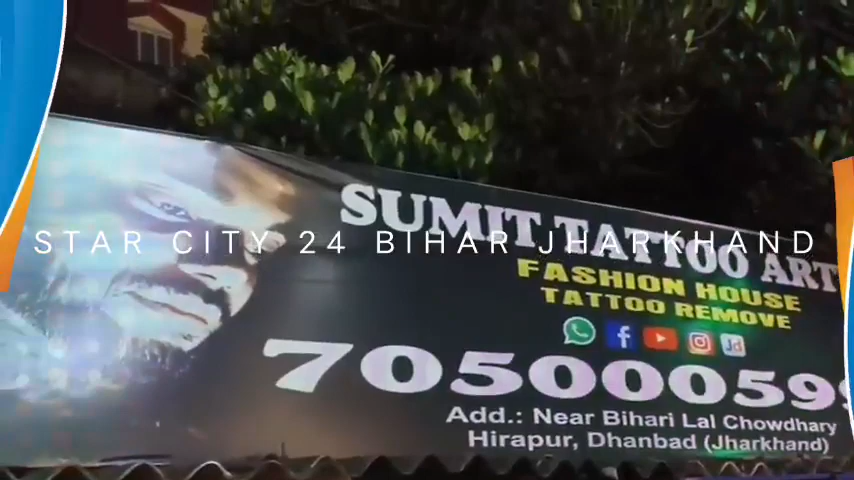 SUMIT TATTOO ART
STAR CITY 24 BIHAR JHARKHAND
FASHION HOUSE
TATTOO REMOVE
Jd
705000059
Add.: Near Bihari Lal Chowdhary
Hirapur, Dhanbad (Jharkhand)